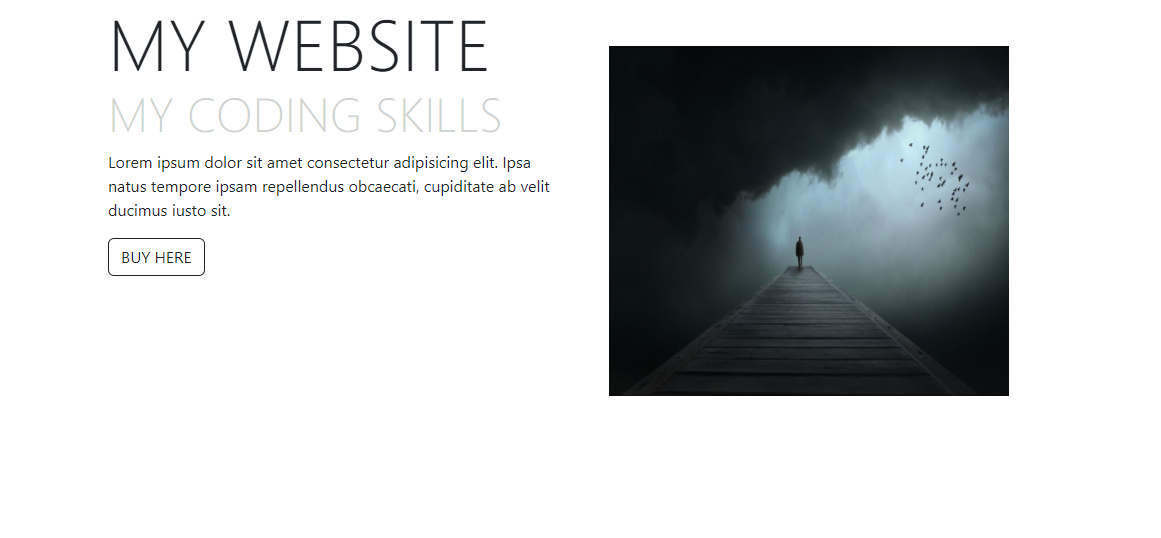 MY WEBSITE
MY CODING SKILLS
Lorem ipsum dolor sit amet consectetur adipisicing elit. Ipsa
natus tempore ipsam repellendus obcaecati, cupiditate ab velit
ducimus iusto sit.
BUY HERE